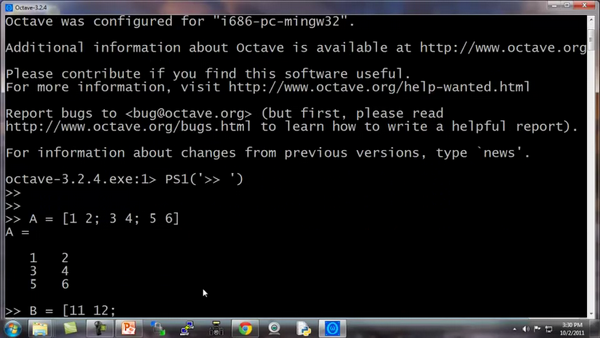 Octave-3.2.4
Octave was configured for "i686-pc-mingw32".
Additional information about Octave is available at http://www.octave.org
Please contribute if you find this software useful.
For more information, visit http://www.octave.org/help-wanted.html
Report bugs to <bug@octave.org> (but first, please read
http://www.octave.org/bugs.html to learn how to write a helpful report).
For information about changes from previous versions, type `news'.
octave-3.2.4.exe:1> PS1('>> ')
>>
>>
>> A = [1 2; 3 4; 5 6]
A =
1 2
3 4
5 6
>> B = [11 12;
3:30 PM
10/2/2011